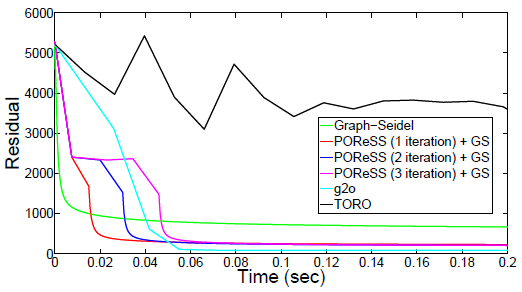 6000
5000
4000
3000
2000
1000
0
Residual
Graph-Seidel
POReSS (1 iteration) + GS
POReSS (2 iteration) + GS
POReSS (3 iteration) + GS
g2o
TORO
0 0.02 0.04 0.06 0.08 0.1 0.12 0.14 0.16 0.18 0.2
Time (sec)